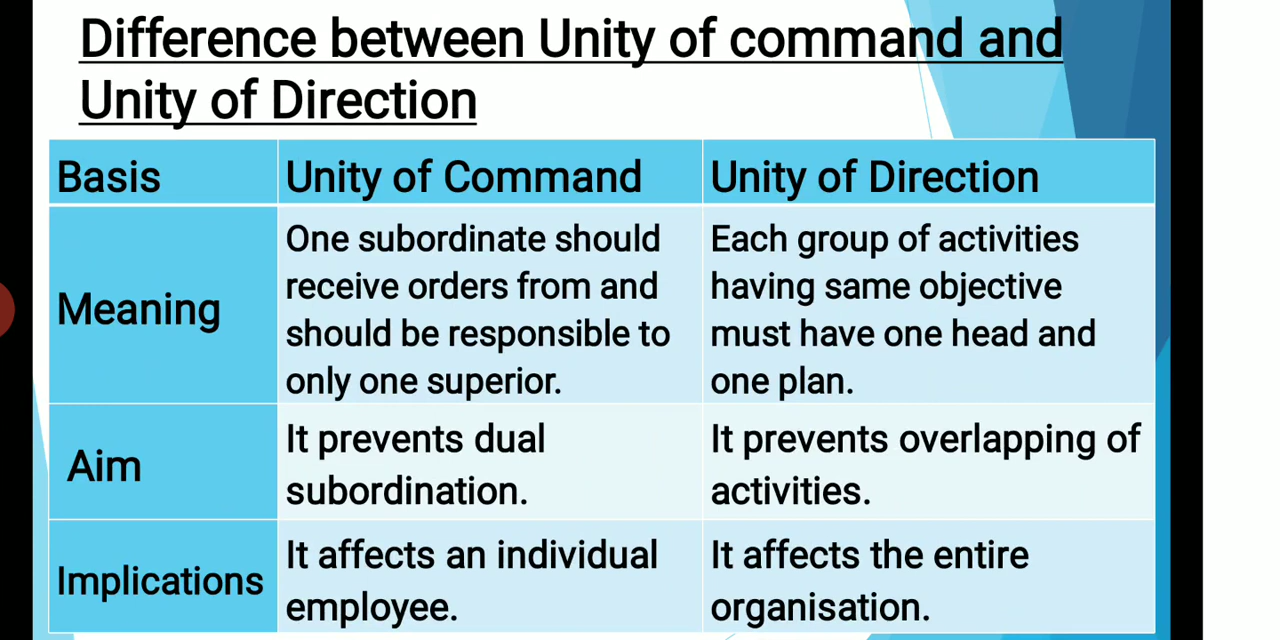 Difference between Unity of command and
Unity of Direction
Basis
Unity of Command
Unity of Direction
Meaning
One subordinate should
receive orders from and
should be responsible to
only one superior.
Each group of activities
having same objective
must have one head and
one plan.
Aim
It prevents dual
subordination.
It prevents overlapping of
activities.
Implications
It affects an individual
employee.
It affects the entire
organisation.